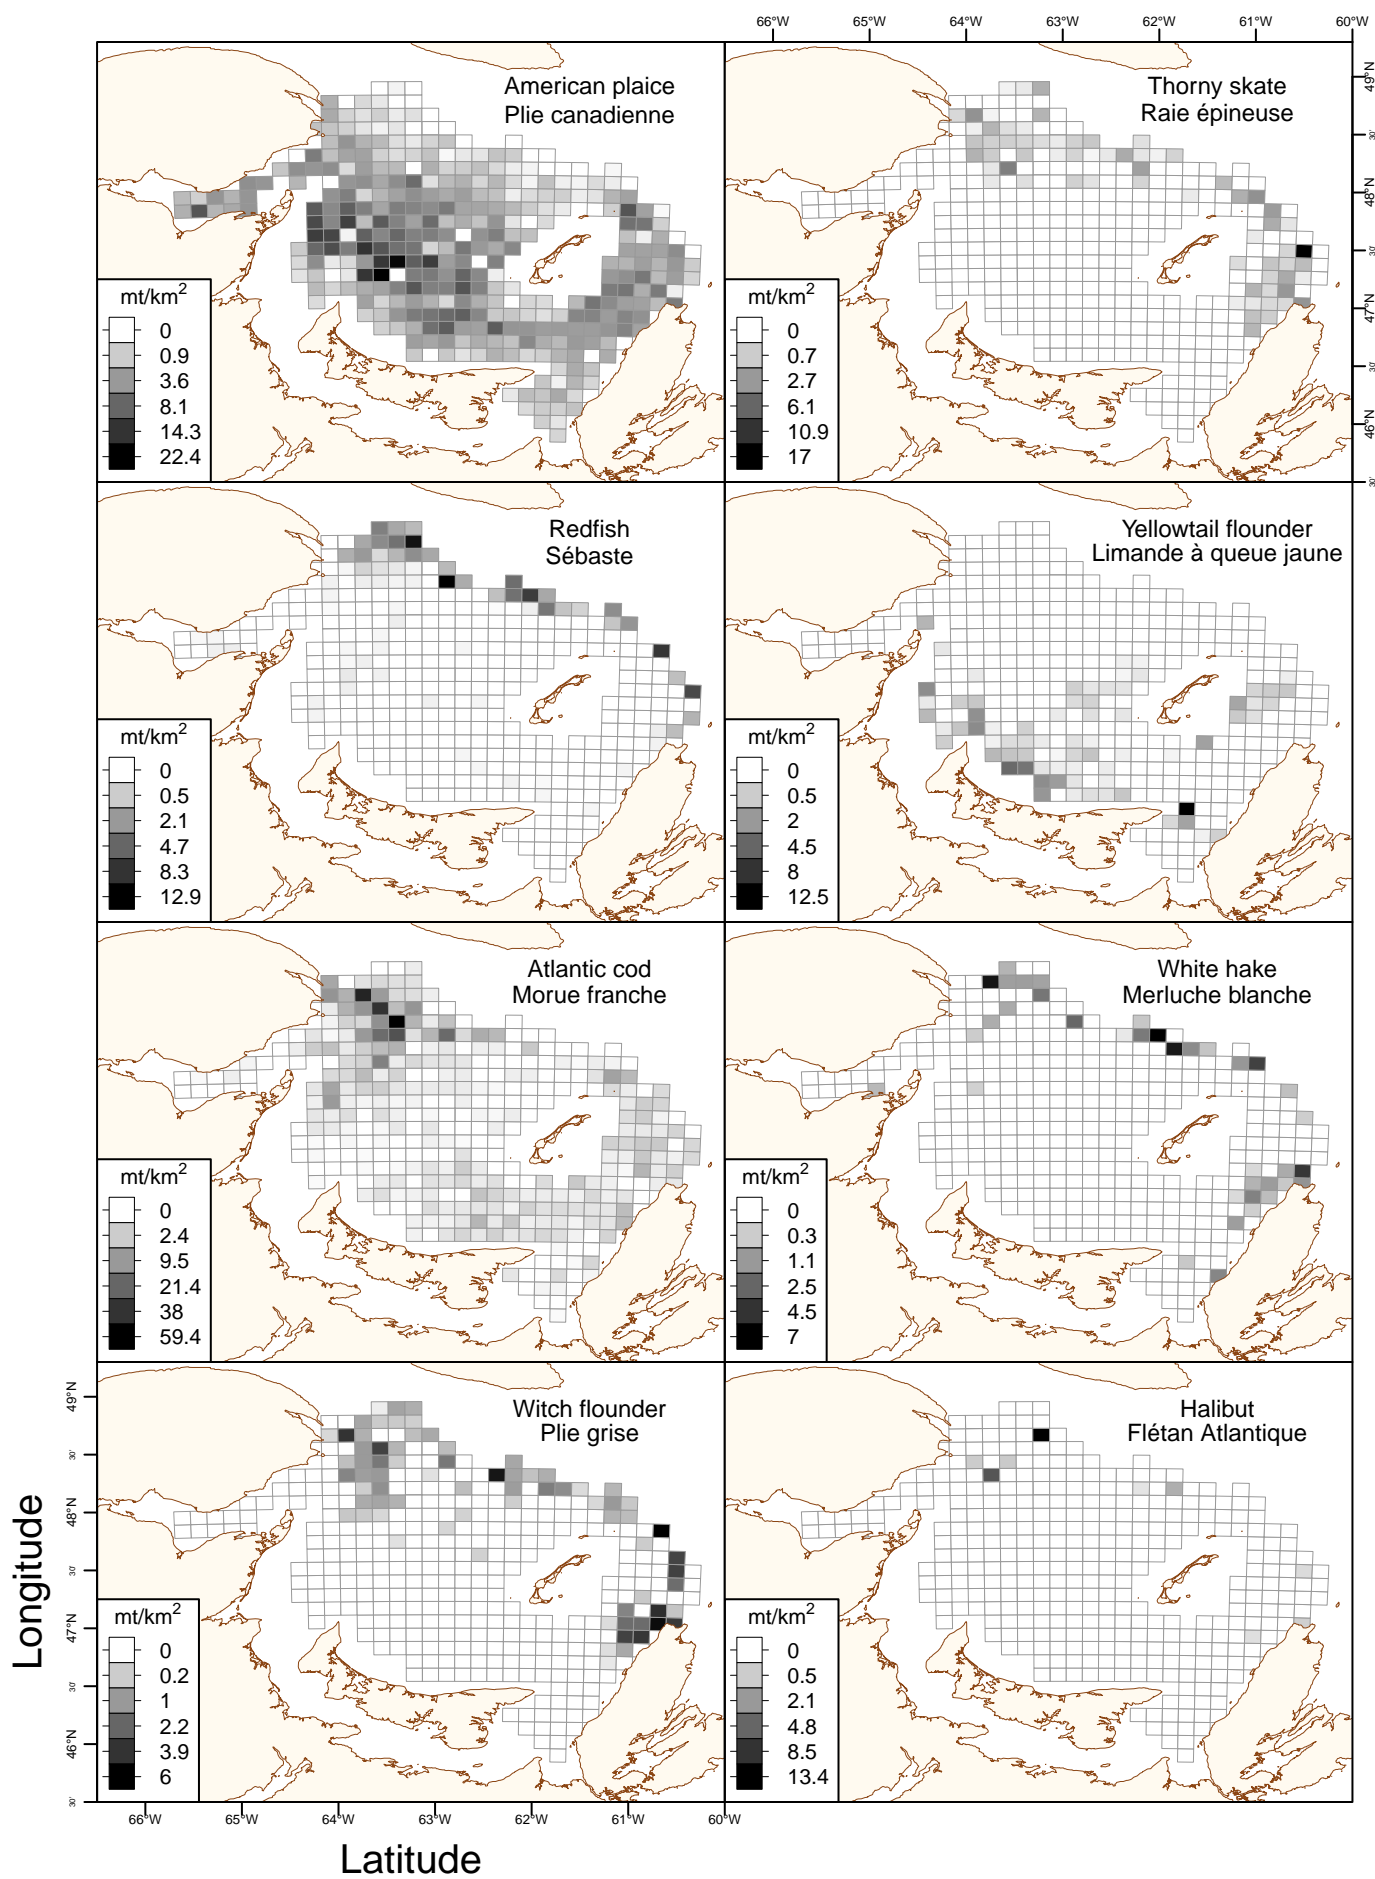 66°W
65°W
64°W
63°W
62°W
61°W
60°W
American plaice
Plie canadienne
mt/km2
0
0.9
3.6
8.1
14.3
22.4
Thorny skate
Raie épineuse
mt/km2
0
0.7
2.7
6.1
10.9
17
49°N
30'
48°N
30'
47°N
30'
46°N
30'
Redfish
Sébaste
mt/km2
0
0.5
2.1
4.7
8.3
12.9
Yellowtail flounder
Limande à queue jaune
mt/km2
0
0.5
2
4.5
8
12.5
Atlantic cod
Morue franche
mt/km2
0
2.4
9.5
21.4
38
59.4
White hake
Merluche blanche
mt/km2
0
0.3
1.1
2.5
4.5
7
Witch flounder
Plie grise
mt/km2
0
0.2
1
2.2
3.9
6
Halibut
Flétan Atlantique
mt/km2
0
0.5
2.1
4.8
8.5
13.4
49°N
30'
48°N
30'
47°N
30'
46°N
30'
Longitude
66°W
65°W
64°W
63°W
62°W
61°W
60°W
Latitude